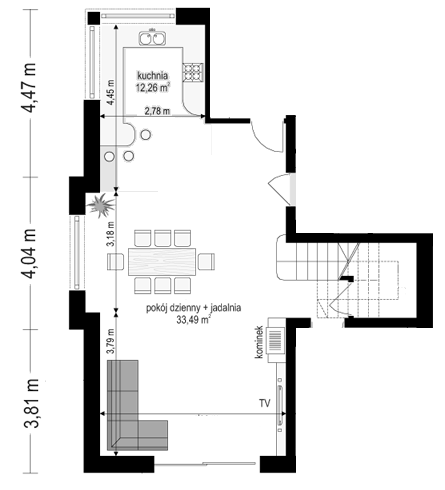 kuchnia
12,26 m²
2,78 m
4,45 m
4,47 m
3,18 m
4,04 m
pokój dzienny + jadalnia
33,49 m²
kominek
3,79 m
3,81 m
TV